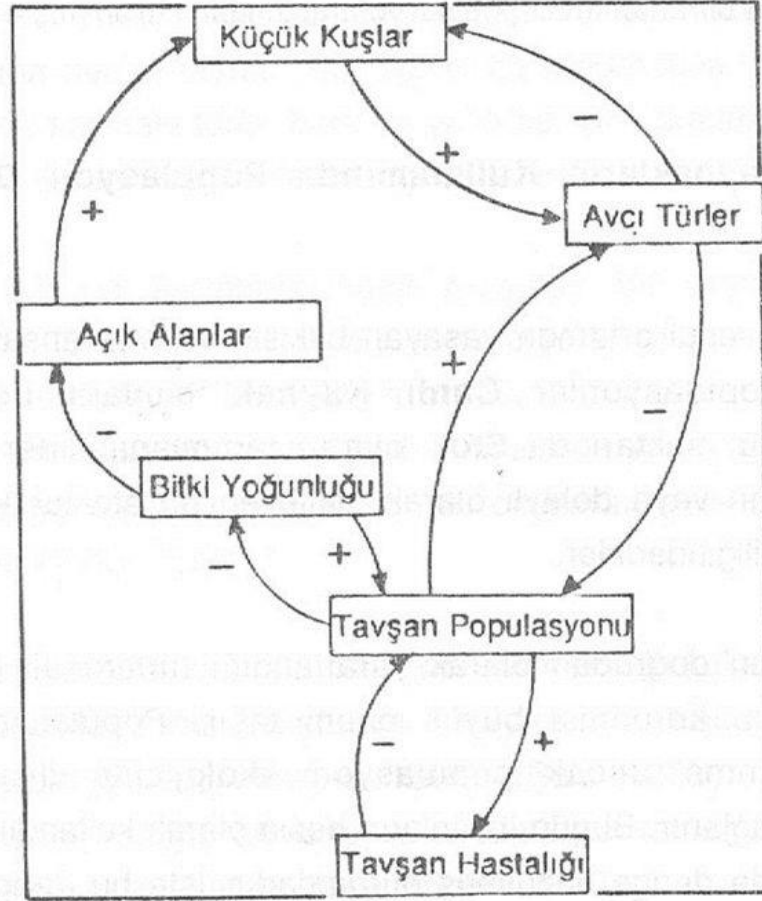 Küçük Kuşlar
−
+
+
Avcı Türler
Açık Alanlar
+
−
−
Bitki Yoğunluğu
+
−
Tavşan Populasyonu
−
+
Tavşan Hastalığı